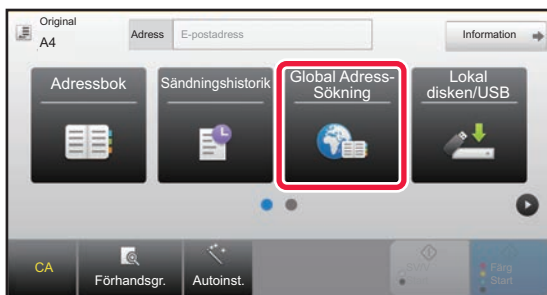 Original
A4
Adress
E-postadress
Information
Adressbok
Sändningshistorik
Global Adress-
Sökning
Lokal
disken/USB
CA
Förhandsgr.
Autoinst.
Färg
Start